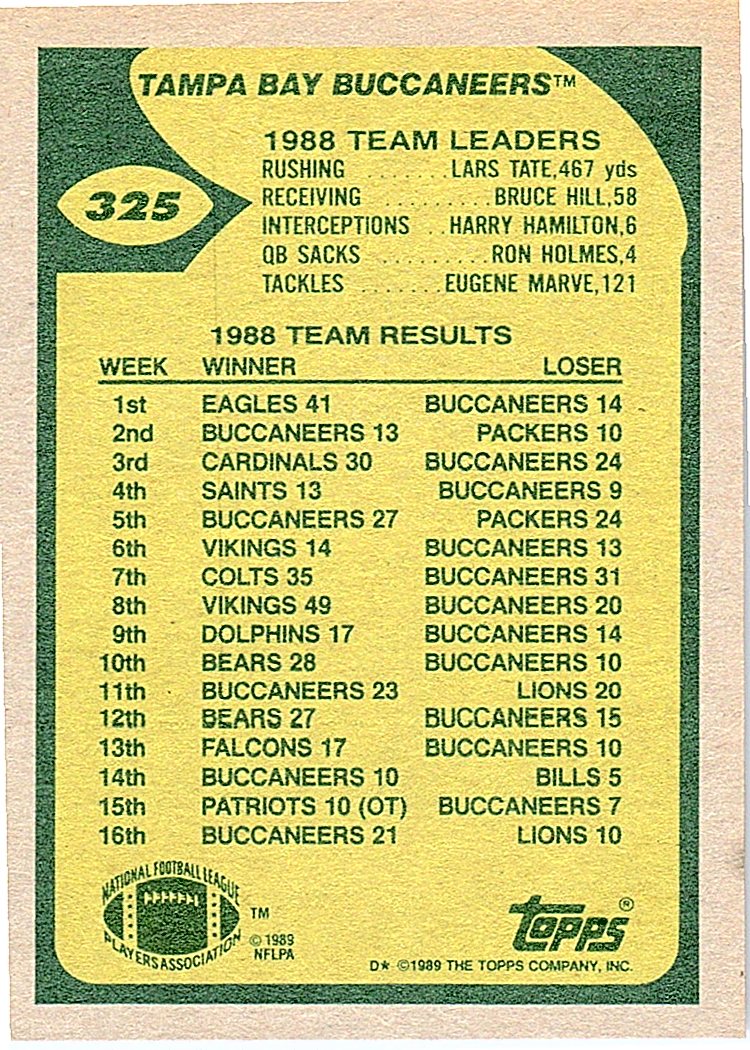 TAMPA BAY BUCCANEERS™
1988 TEAM LEADERS
RUSHING .......LARS TATE,467 yds
325
RECEIVING .........BRUCE HILL,58
INTERCEPTIONS ..HARRY HAMILTON,6
QB SACKS ..........RON HOLMES,4
TACKLES .......EUGENE MARVE,121
1988 TEAM RESULTS
WEEK WINNER LOSER
1st EAGLES 41 BUCCANEERS 14
2nd BUCCANEERS 13 PACKERS 10
3rd CARDINALS 30 BUCCANEERS 24
4th SAINTS 13 BUCCANEERS 9
5th BUCCANEERS 27 PACKERS 24
6th VIKINGS 14 BUCCANEERS 13
7th COLTS 35 BUCCANEERS 31
8th VIKINGS 49 BUCCANEERS 20
9th DOLPHINS 17 BUCCANEERS 14
10th BEARS 28 BUCCANEERS 10
11th BUCCANEERS 23 LIONS 20
12th BEARS 27 BUCCANEERS 15
13th FALCONS 17 BUCCANEERS 10
14th BUCCANEERS 10 BILLS 5
15th PATRIOTS 10 (OT) BUCCANEERS 7
16th BUCCANEERS 21 LIONS 10
NATIONAL FOOTBALL LEAGUE
PLAYERS ASSOCIATION
TM
© 1989
NFLPA
topps®
D★ ©1989 THE TOPPS COMPANY, INC.